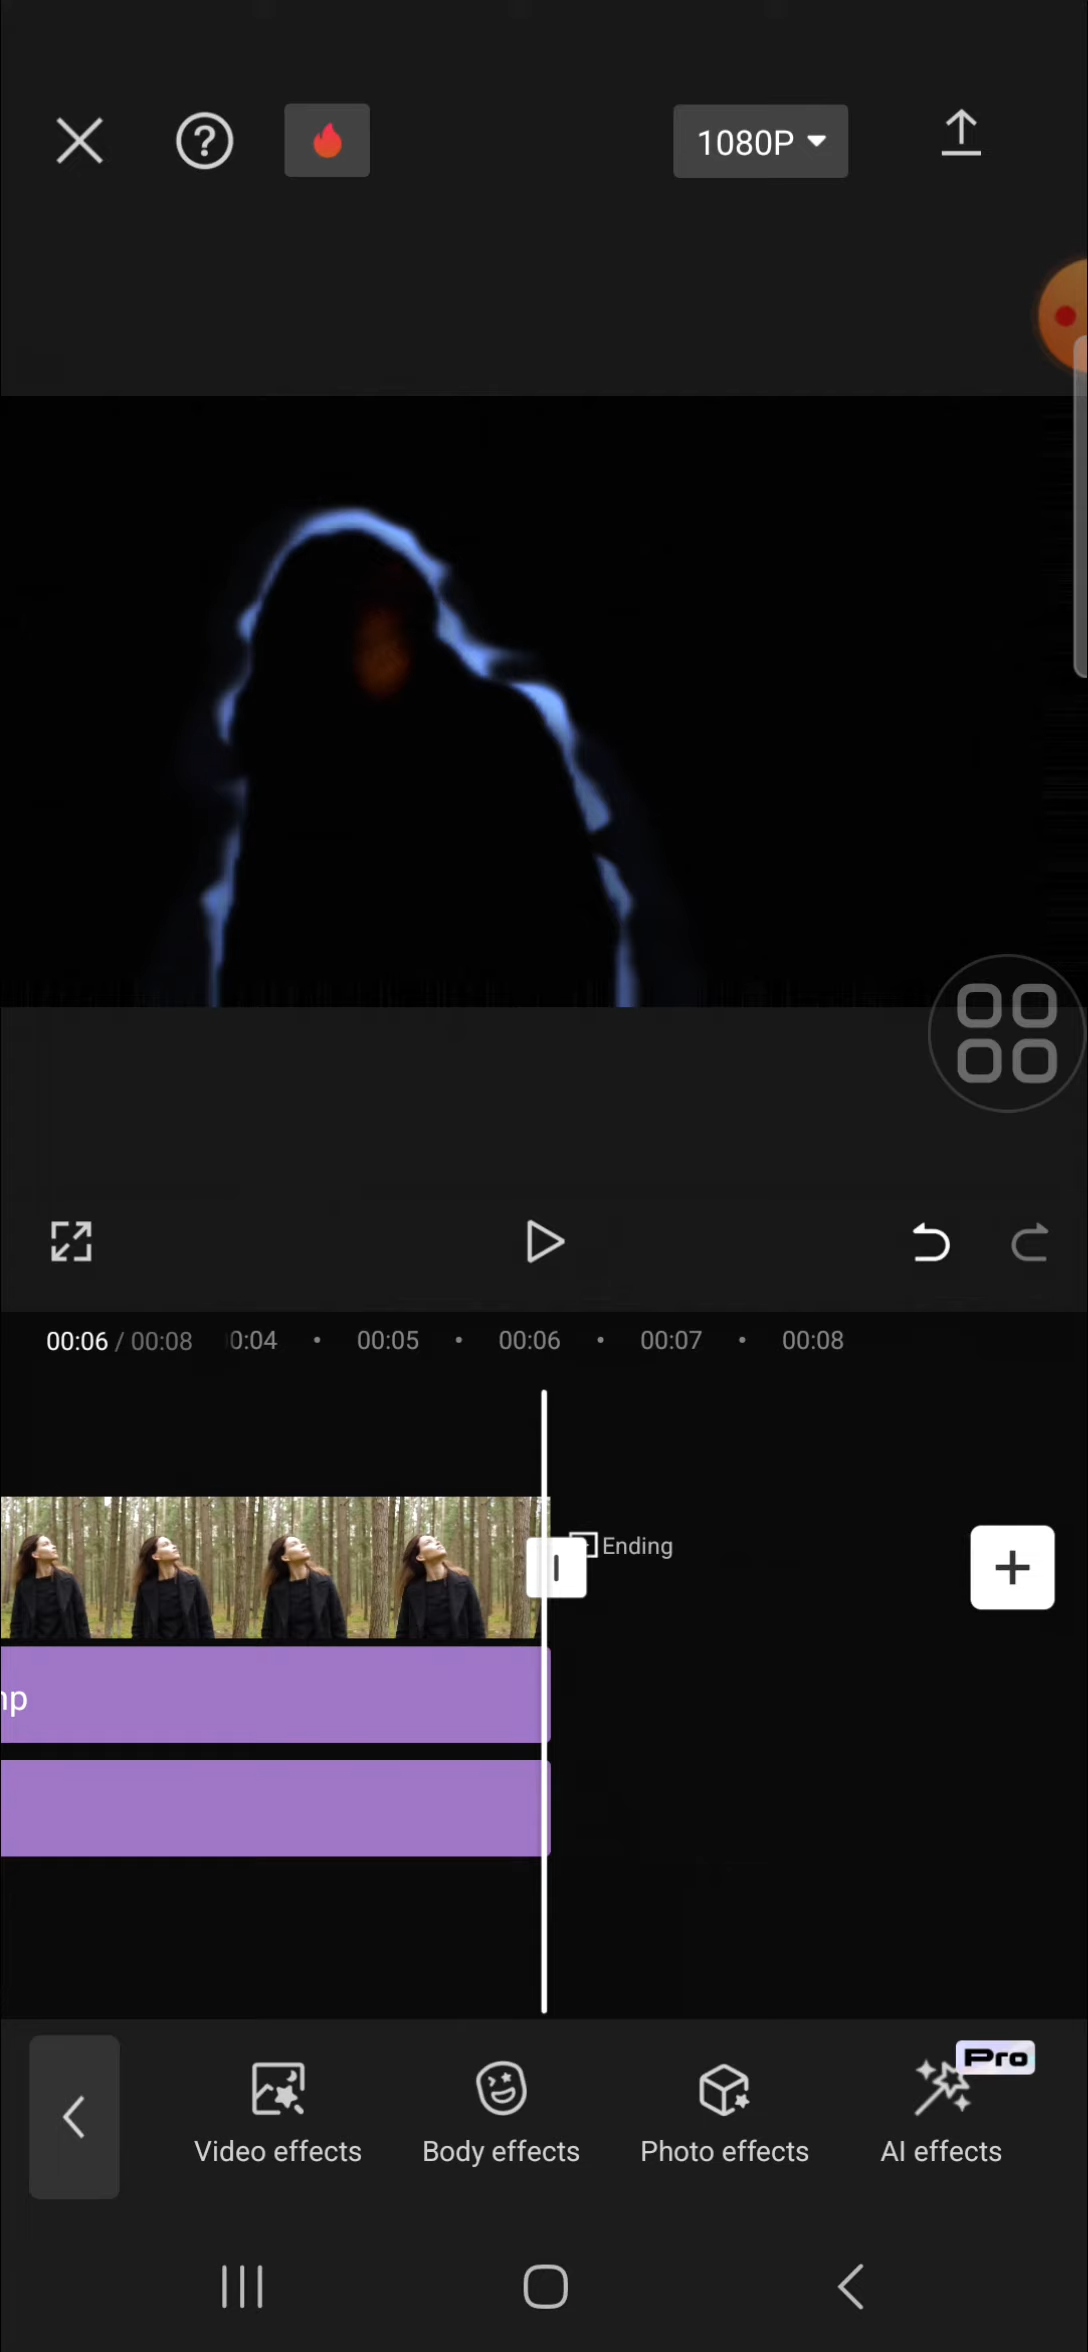 1080P
00:06 / 00:08 0:04 00:05 00:06 00:07 00:08
Ending
Pro
Video effects Body effects Photo effects AI effects